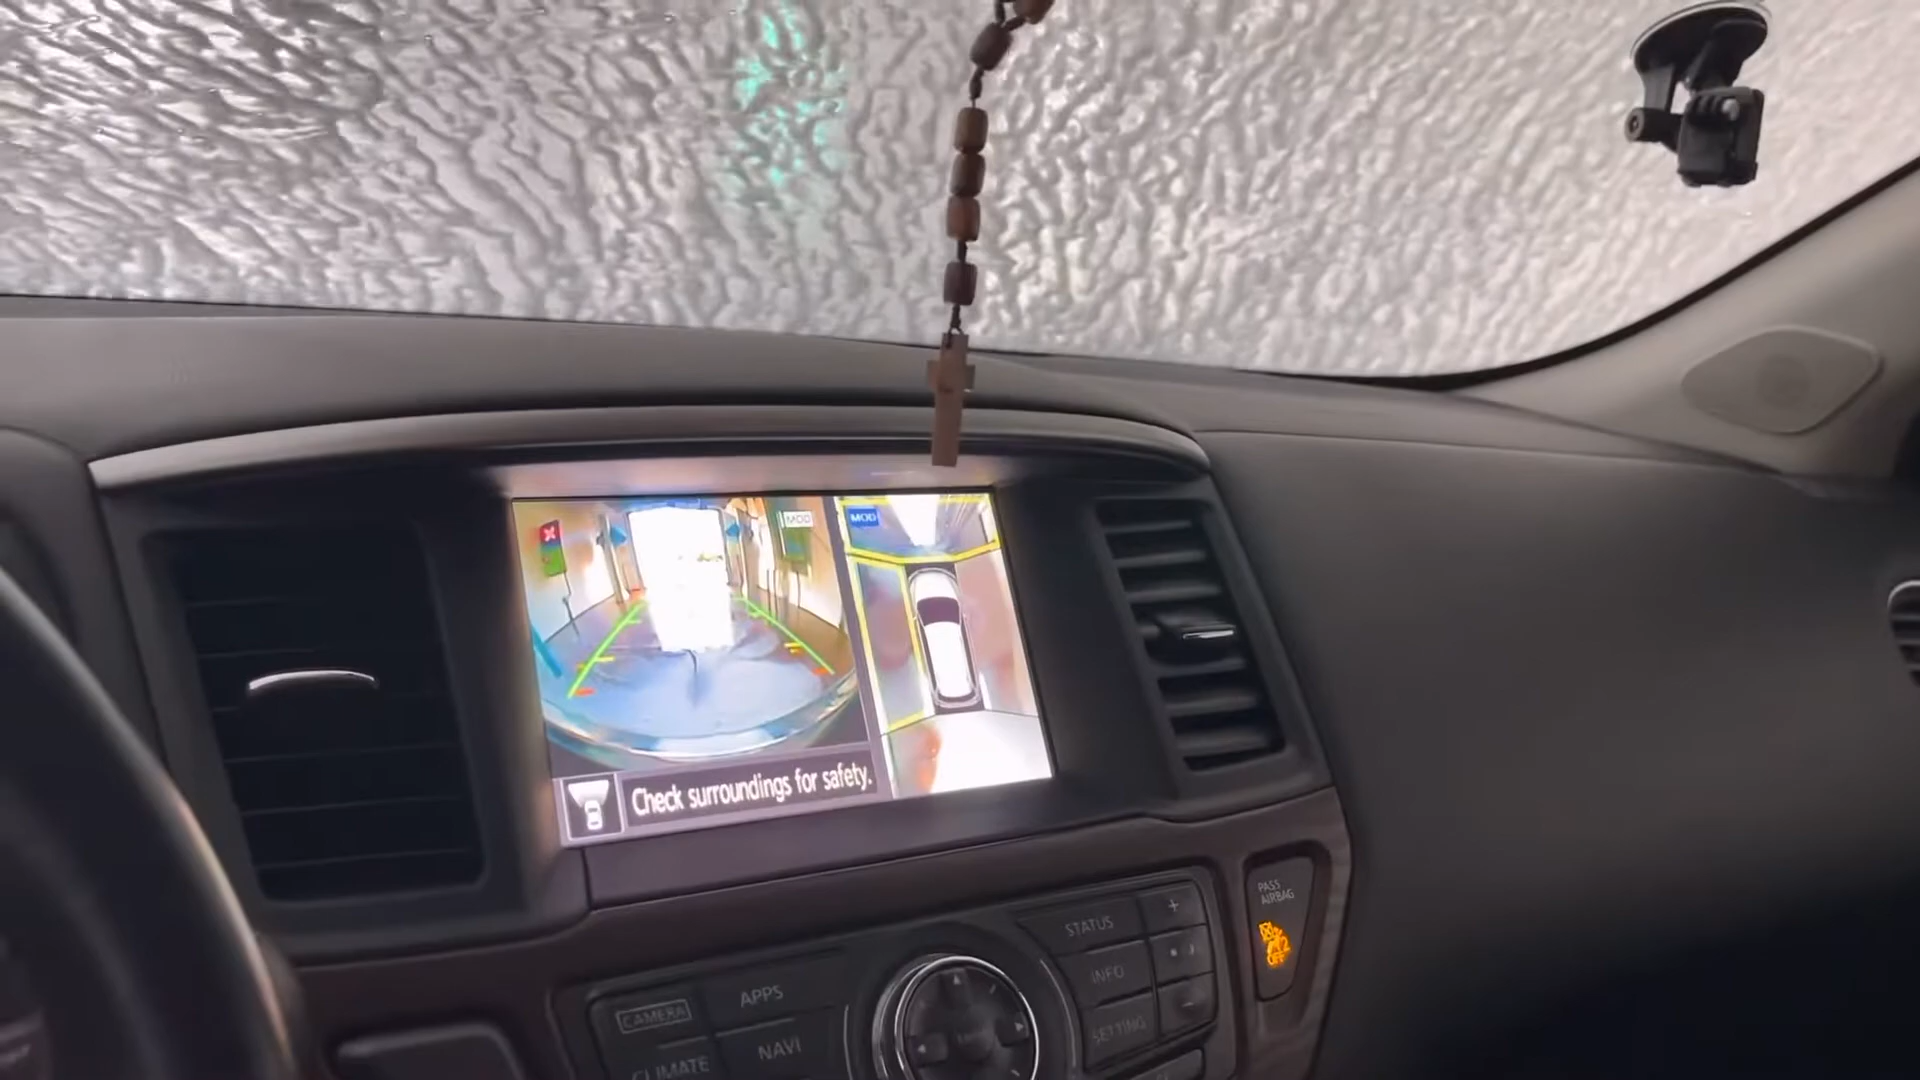 MOD
MOD
Check surroundings for safety.
PASS
AIRBAG
OFF
STATUS
+
INFO
-
SETTING
CAMERA
APPS
CLIMATE
NAVI